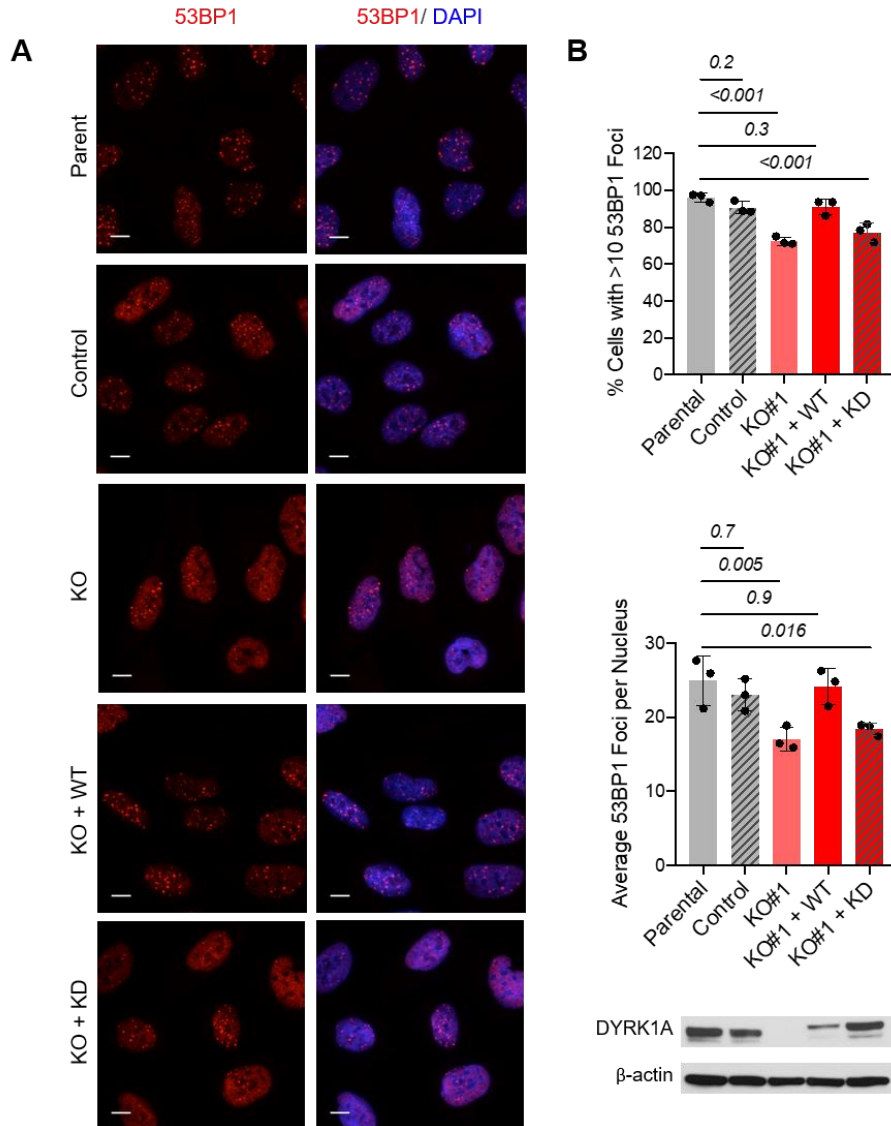 53BP1
53BP1/ DAPI
A
Parent
Control
KO
KO + WT
KO + KD
B
0.2
<0.001
0.3
<0.001
% Cells with >10 53BP1 Foci
120
100
80
60
40
20
0
Parental
Control
KO#1
KO#1 + WT
KO#1 + KD
0.7
0.005
0.9
0.016
Average 53BP1 Foci per Nucleus
30
20
10
0
Parental
Control
KO#1
KO#1 + WT
KO#1 + KD
DYRK1A
β-actin